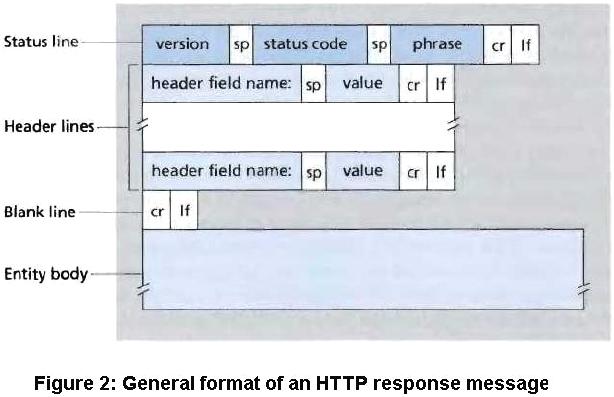 Status line version sp status code sp phrase cr lf
header field name: sp value cr lf
Header lines
header field name: sp value cr lf
Blank line cr lf
Entity body
Figure 2: General format of an HTTP response message